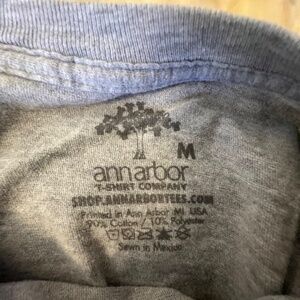 M
annarbor
T-SHIRT COMPANY
SHOP.ANNARBORTEES.COM
Printed in Ann Arbor MI USA
90% Cotton / 10% Polyester
Sewn in Mexico